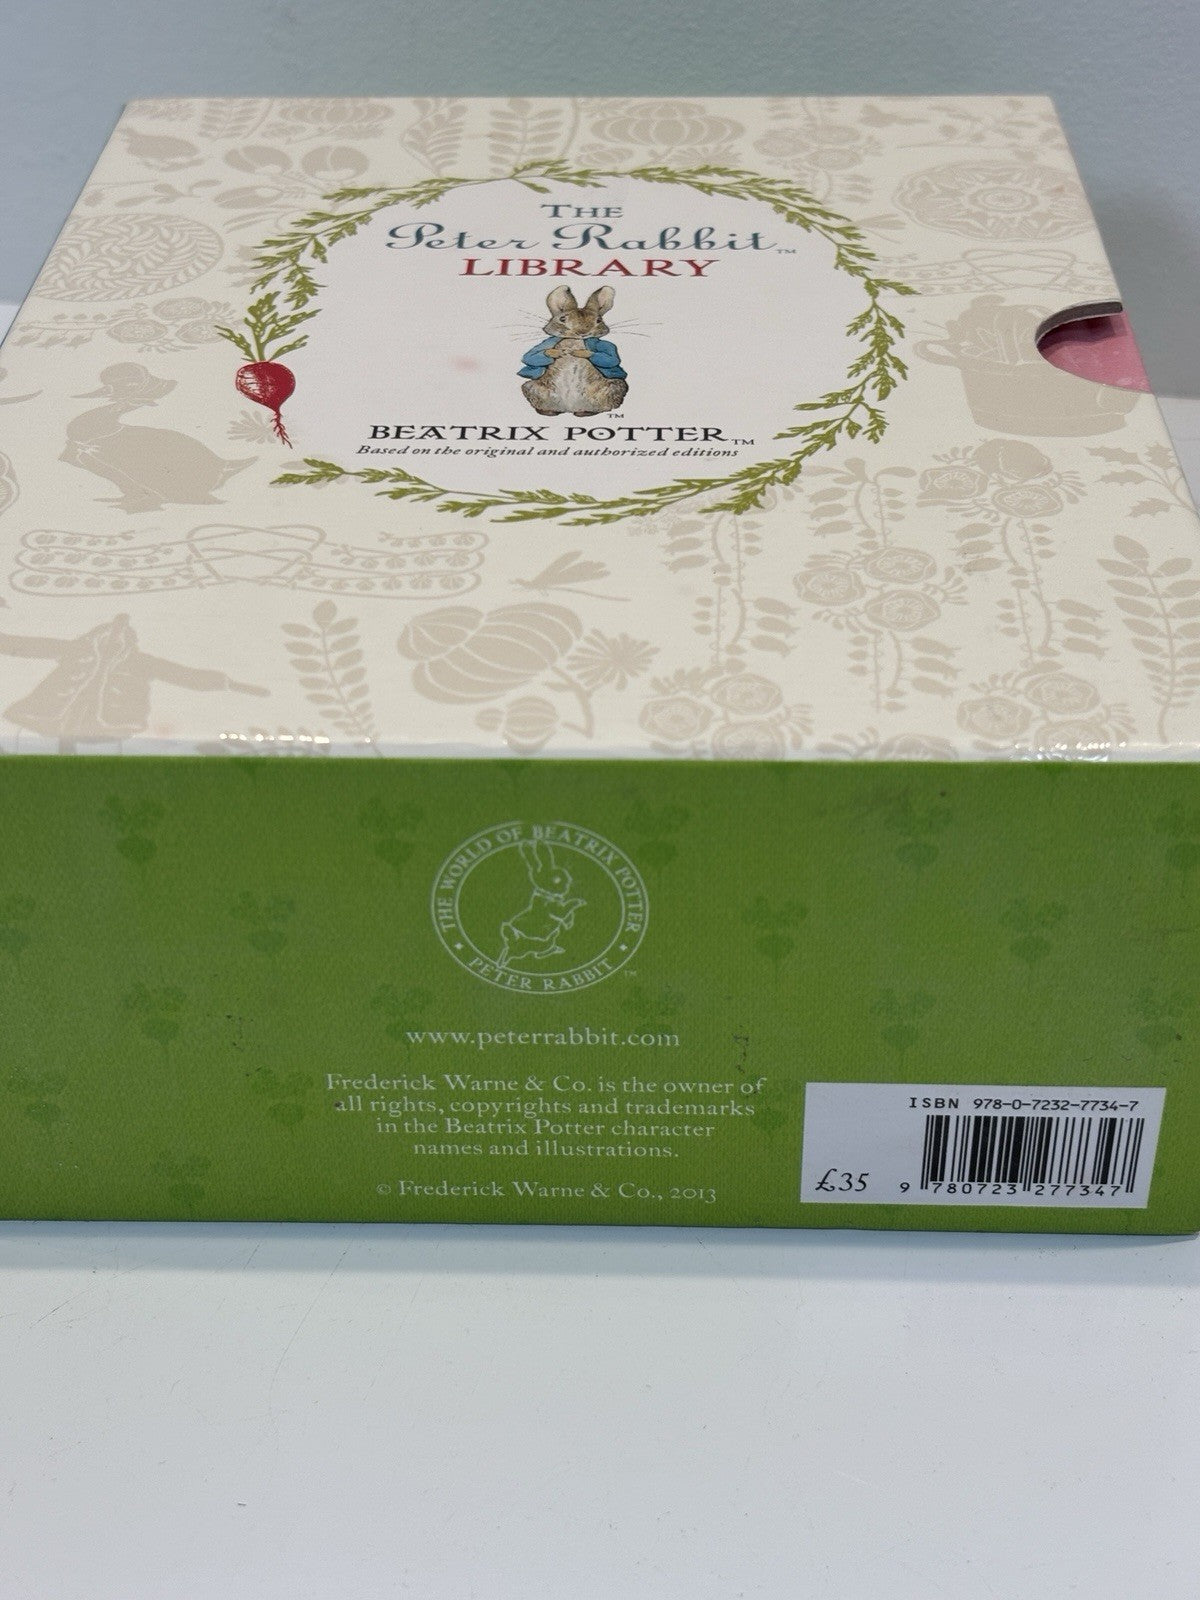 THE
Peter Rabbit™
LIBRARY
™
BEATRIX POTTER™
Based on the original and authorized editions
THE WORLD OF BEATRIX POTTER
• PETER RABBIT •
™
www.peterrabbit.com
Frederick Warne & Co. is the owner of
all rights, copyrights and trademarks
in the Beatrix Potter character
names and illustrations.
© Frederick Warne & Co., 2013
ISBN 978-0-7232-7734-7
£35
9 780723 277347